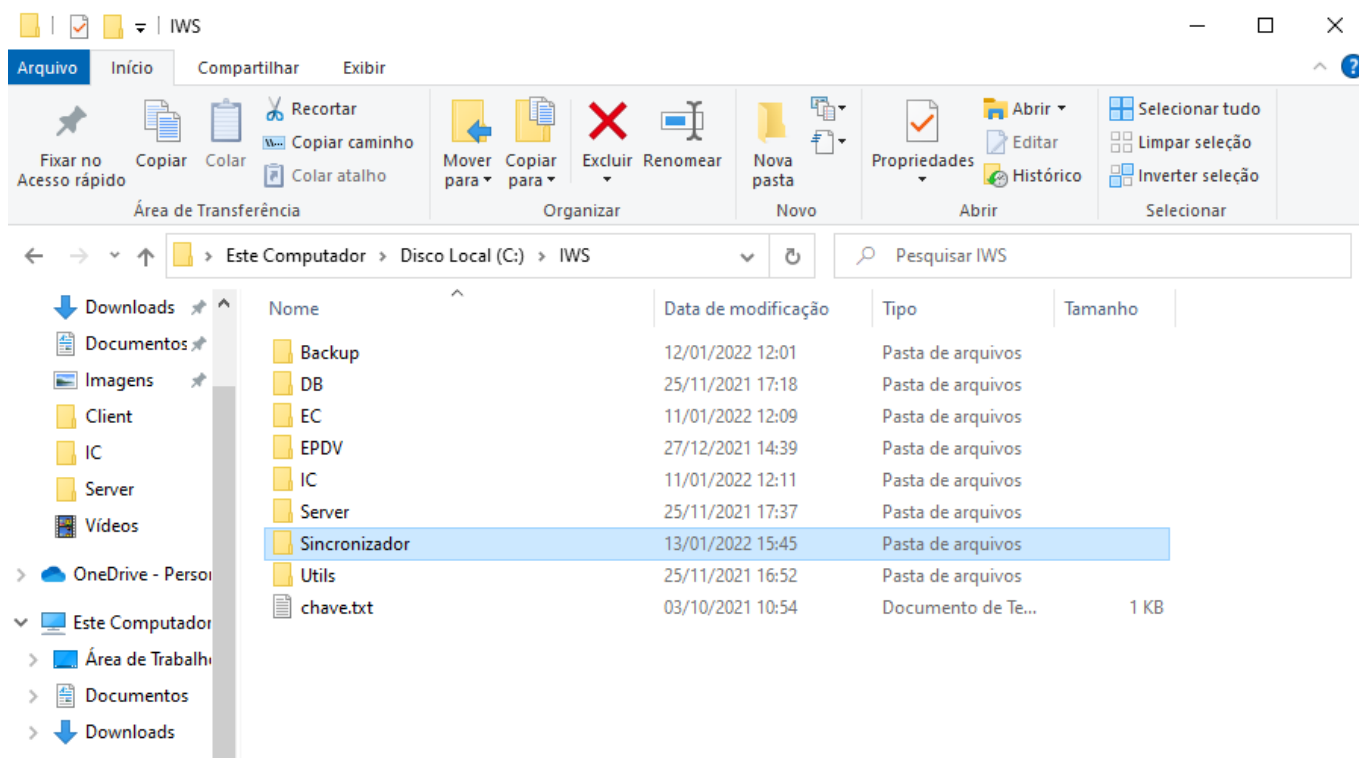 IWS
Arquivo Início Compartilhar Exibir
Fixar no Acesso rápido
Copiar
Colar
Recortar
Copiar caminho
Colar atalho
Área de Transferência
Mover para
Copiar para
Excluir
Renomear
Organizar
Nova pasta
Novo
Propriedades
Abrir
Editar
Histórico
Abrir
Selecionar tudo
Limpar seleção
Inverter seleção
Selecionar
Este Computador > Disco Local (C:) > IWS
Pesquisar IWS
Downloads
Documentos
Imagens
Client
IC
Server
Vídeos
OneDrive - Person
Este Computador
Área de Trabalh
Documentos
Downloads
Nome Data de modificação Tipo Tamanho
Backup 12/01/2022 12:01 Pasta de arquivos
DB 25/11/2021 17:18 Pasta de arquivos
EC 11/01/2022 12:09 Pasta de arquivos
EPDV 27/12/2021 14:39 Pasta de arquivos
IC 11/01/2022 12:11 Pasta de arquivos
Server 25/11/2021 17:37 Pasta de arquivos
Sincronizador 13/01/2022 15:45 Pasta de arquivos
Utils 25/11/2021 16:52 Pasta de arquivos
chave.txt 03/10/2021 10:54 Documento de Te... 1 KB